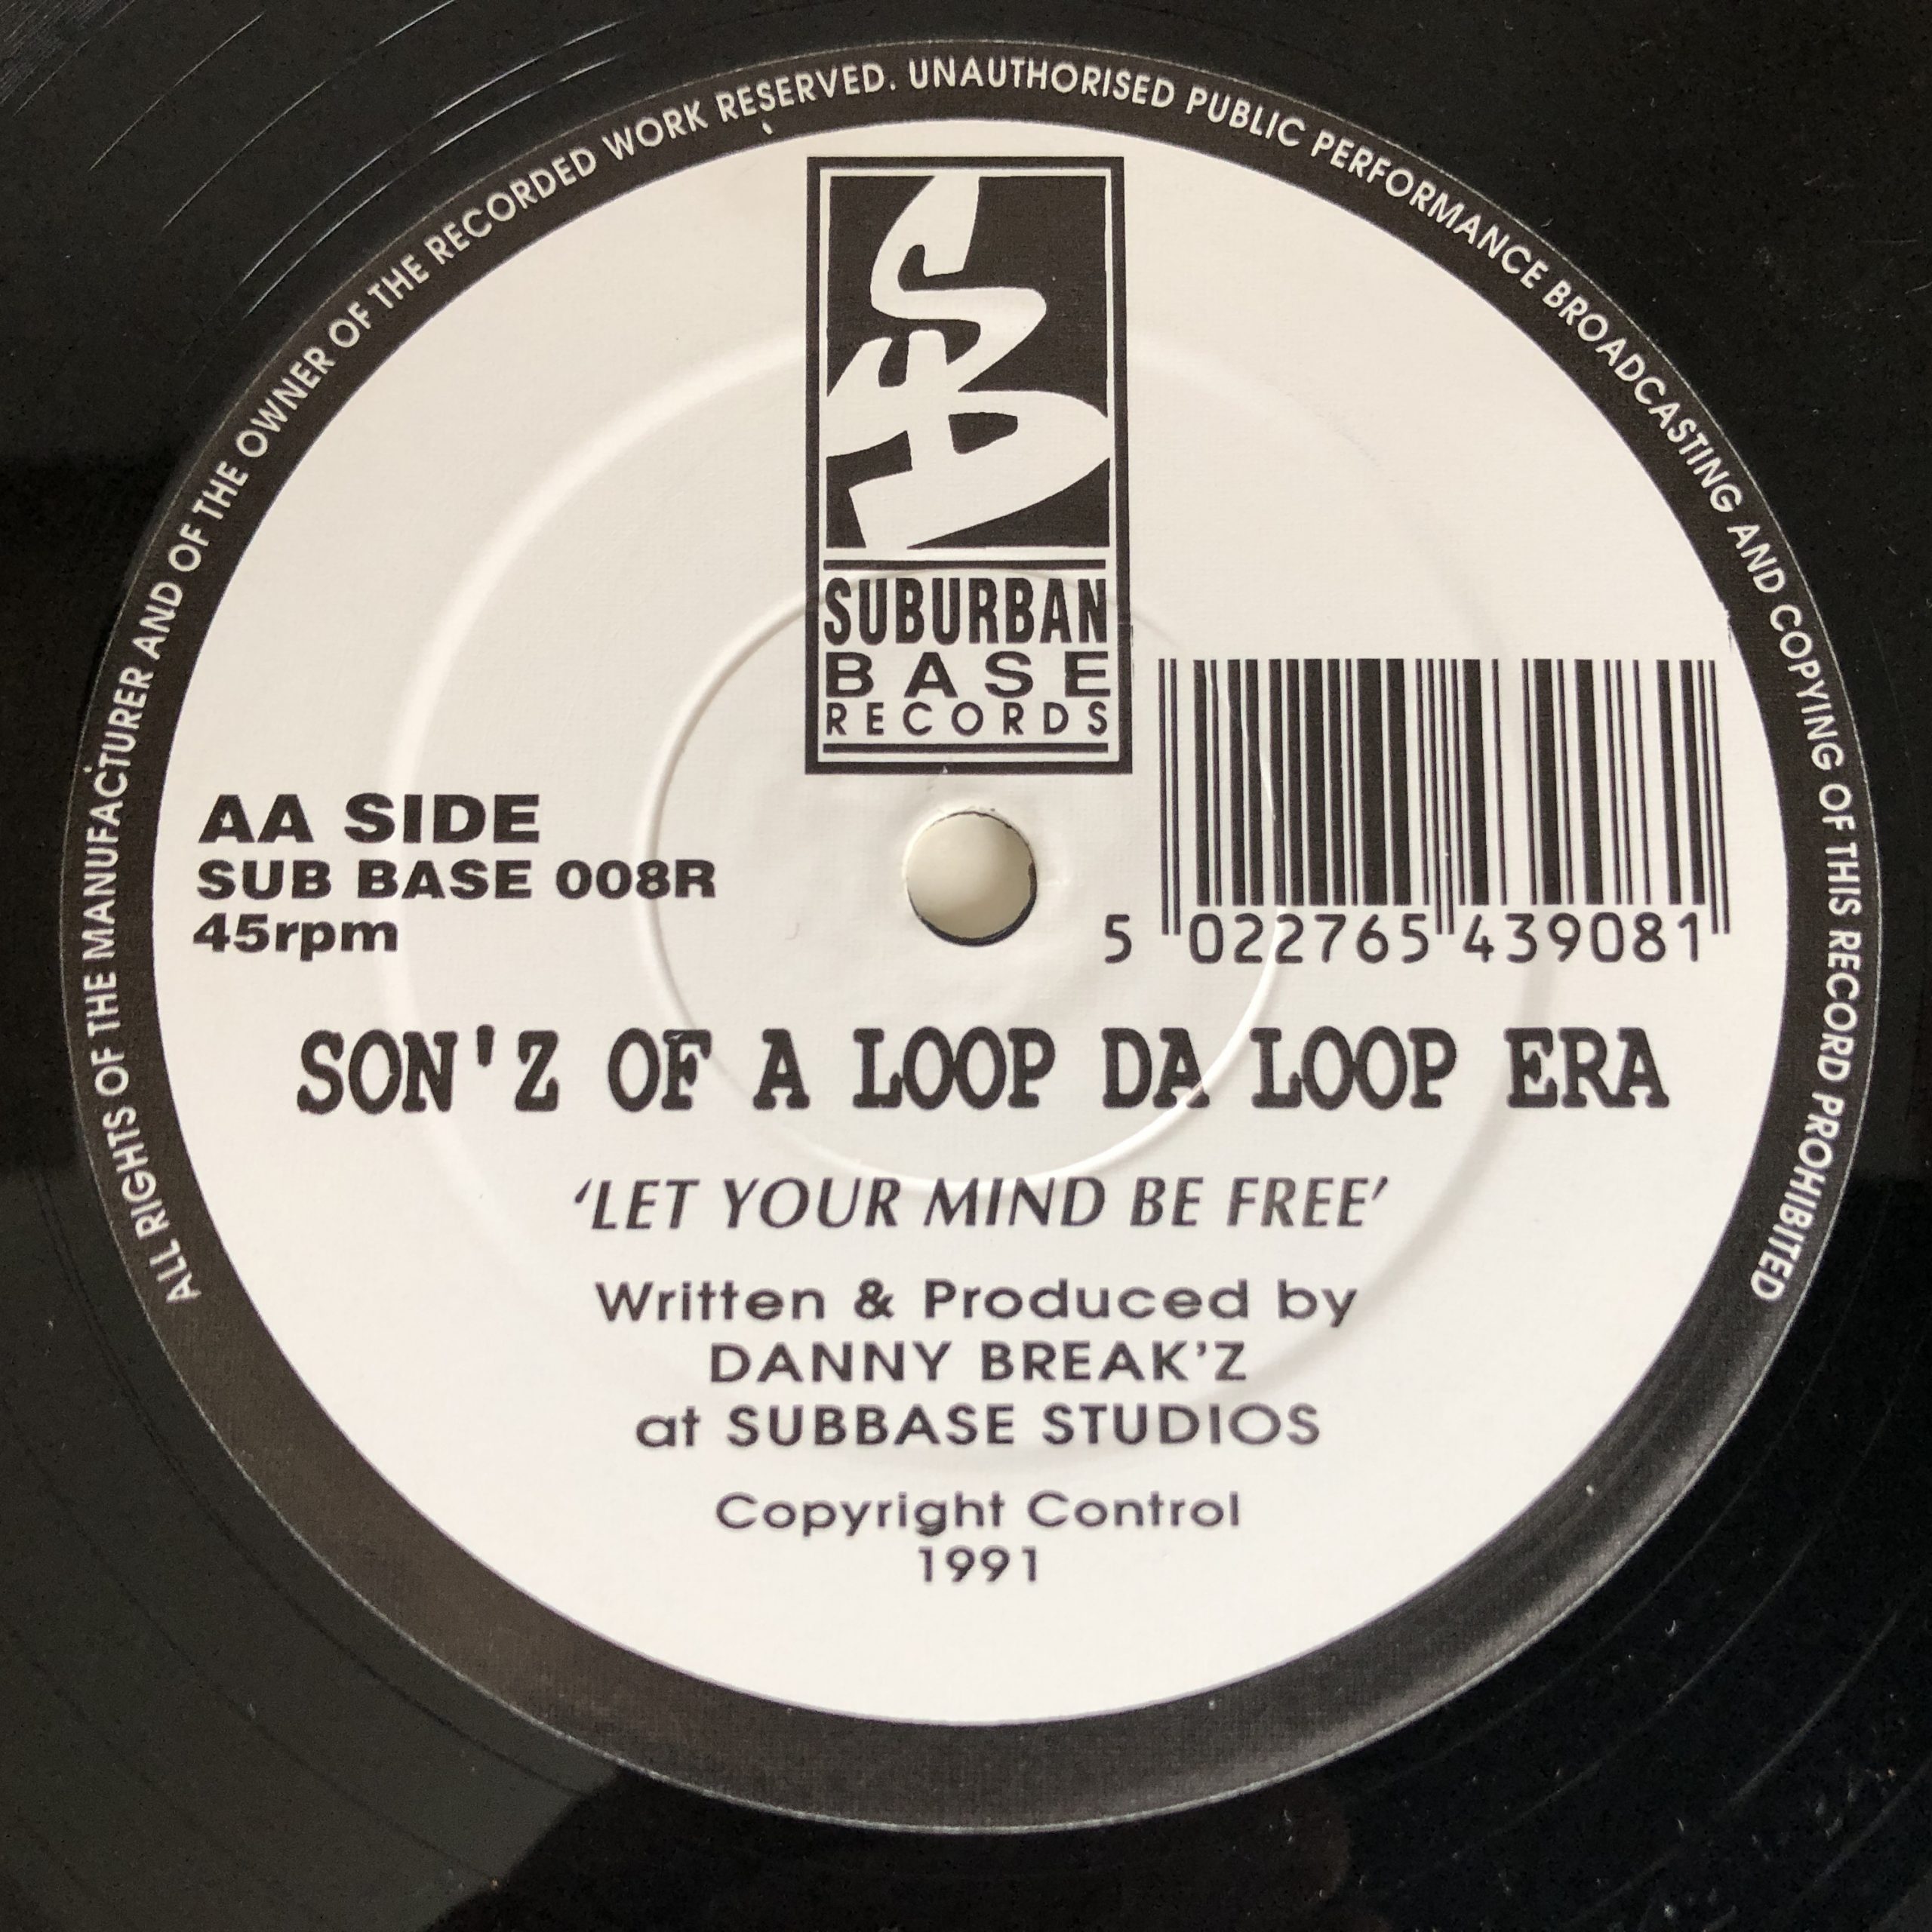 ALL RIGHTS OF THE MANUFACTURER AND OF THE OWNER OF THE RECORDED WORK RESERVED. UNAUTHORISED PUBLIC PERFORMANCE BROADCASTING AND COPYING OF THIS RECORD PROHIBITED
SUBURBAN
BASE
RECORDS
AA SIDE
SUB BASE 008R
45rpm
5 022765 439081
SON'Z OF A LOOP DA LOOP ERA
‘LET YOUR MIND BE FREE’
Written & Produced by
DANNY BREAK’Z
at SUBBASE STUDIOS
Copyright Control
1991